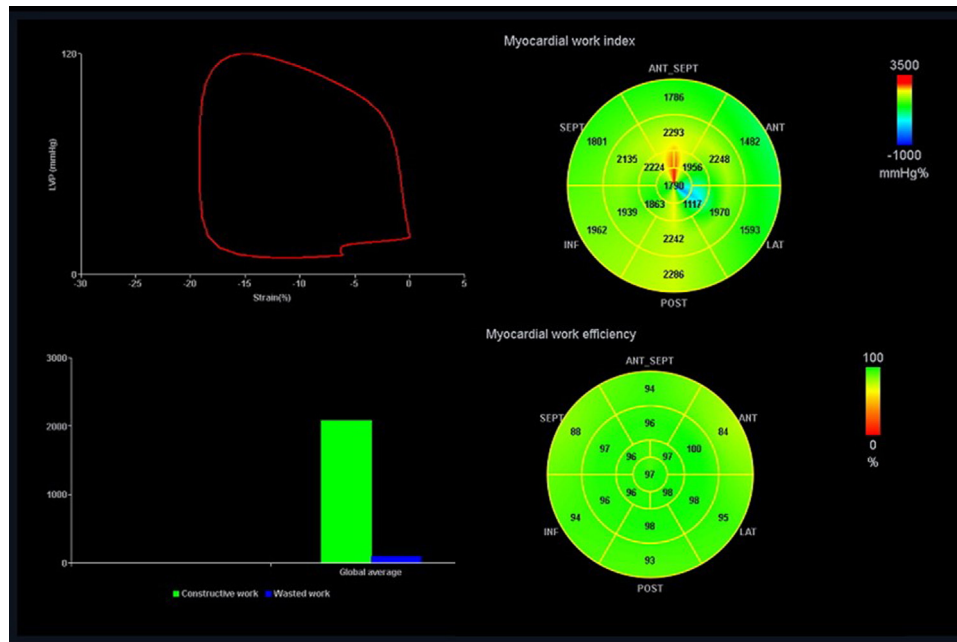 Myocardial work index
120
LVP (mmHg)
0
-30 -25 -20 -15 -10 -5 0 5
Strain(%)
ANT_SEPT
SEPT
ANT
INF
LAT
POST
1786
1801
1482
2293
2135
2248
2224
1956
1790
1863
1117
1939
1970
1962
1593
2242
2286
3500
-1000
mmHg%
Myocardial work efficiency
3000
2000
1000
0
Global average
Constructive work Wasted work
ANT_SEPT
SEPT
ANT
INF
LAT
POST
94
88
84
96
97
100
96
97
97
96
98
96
98
94
95
98
93
100
0
%